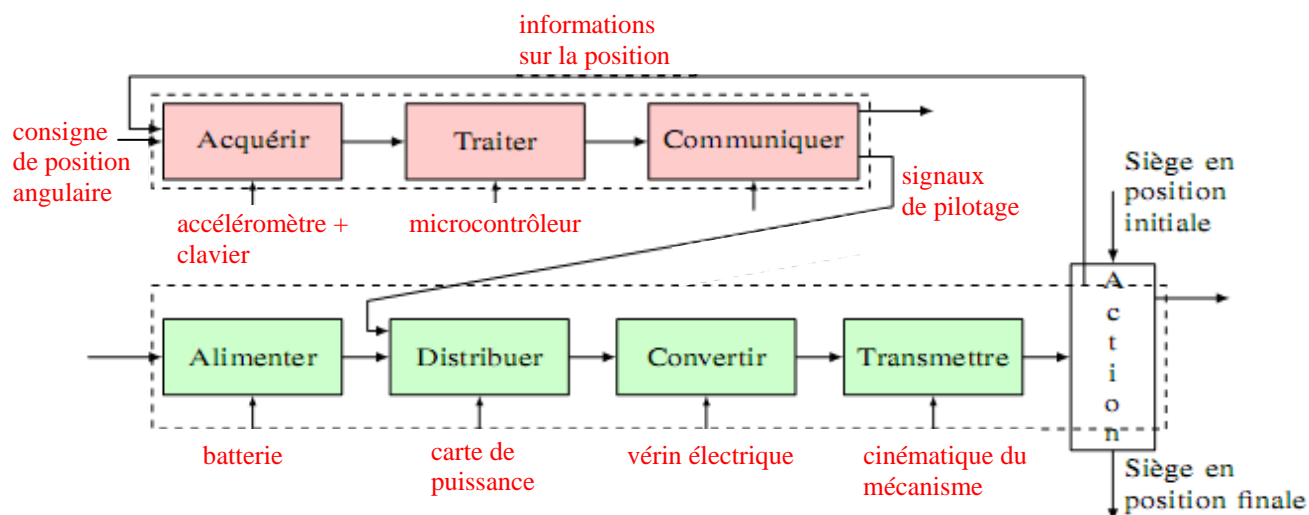 informations
sur la position
consigne
de position
angulaire
Acquérir
Traiter
Communiquer
accéléromètre +
clavier
microcontrôleur
signaux
de pilotage
Siège en
position
initiale
Alimenter
Distribuer
Convertir
Transmettre
A
c
t
i
o
n
batterie
carte de
puissance
vérin électrique
cinématique du
mécanisme
Siège en
position finale